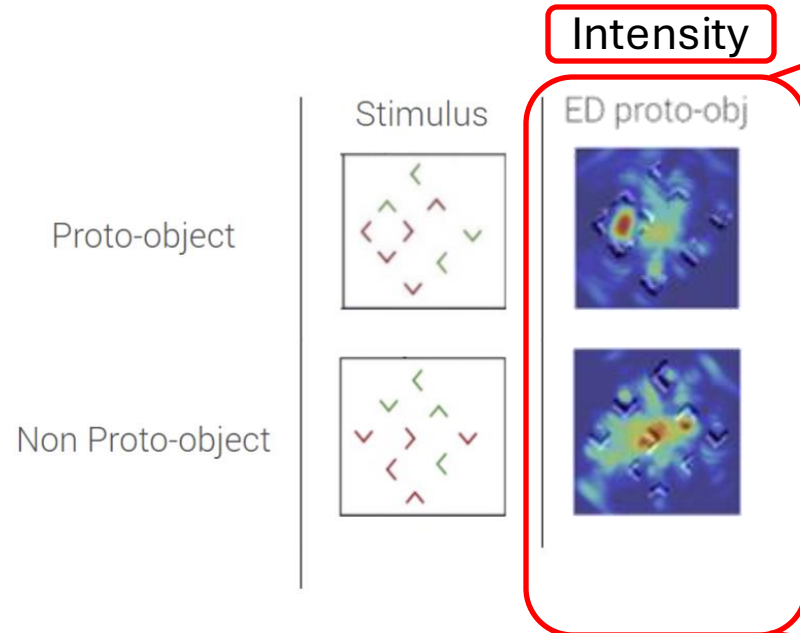 Intensity
Stimulus
ED proto-obj
Proto-object
Non Proto-object